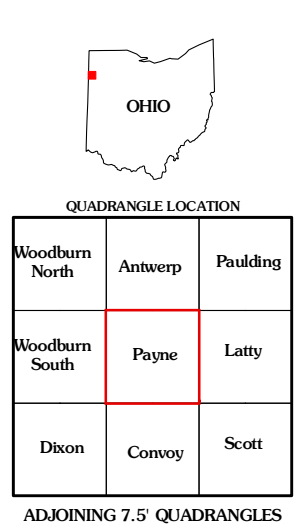 OHIO
QUADRANGLE LOCATION
Woodburn
North
Antwerp
Paulding
Woodburn
South
Payne
Latty
Dixon
Convoy
Scott
ADJOINING 7.5' QUADRANGLES